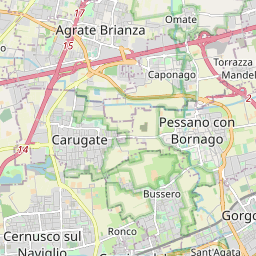 Omate
17
Agrate Brianza
15
Torrazza
Caponago
Mandel
2
Pessano con
Bornago
Carugate
14
Bussero
Gorgo
Ronco
Cernusco sul
Naviglio
Sant'Agata